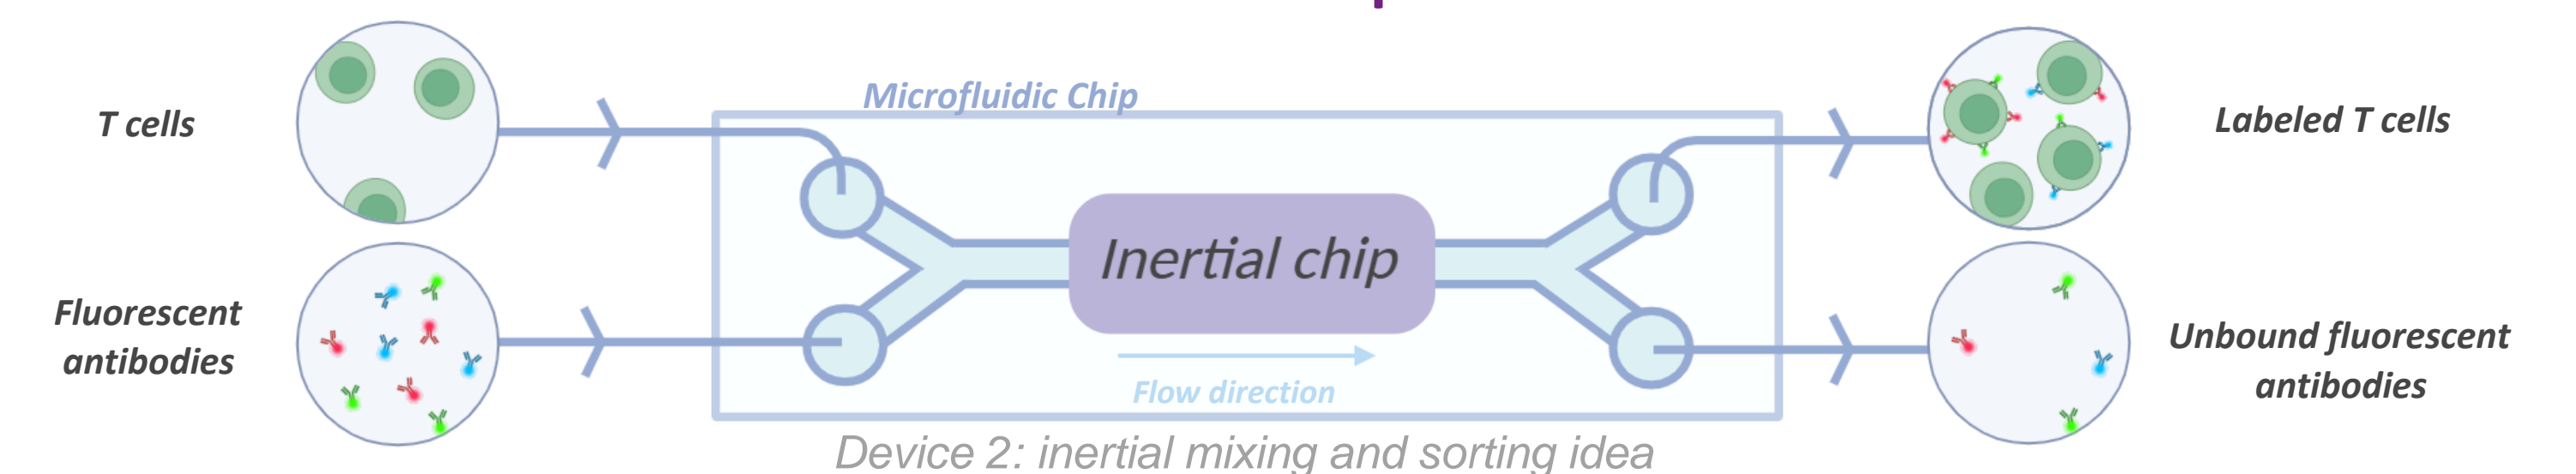 Microfluidic Chip
T cells
Labeled T cells
Inertial chip
Fluorescent
antibodies
Unbound fluorescent
antibodies
Flow direction
Device 2: inertial mixing and sorting idea